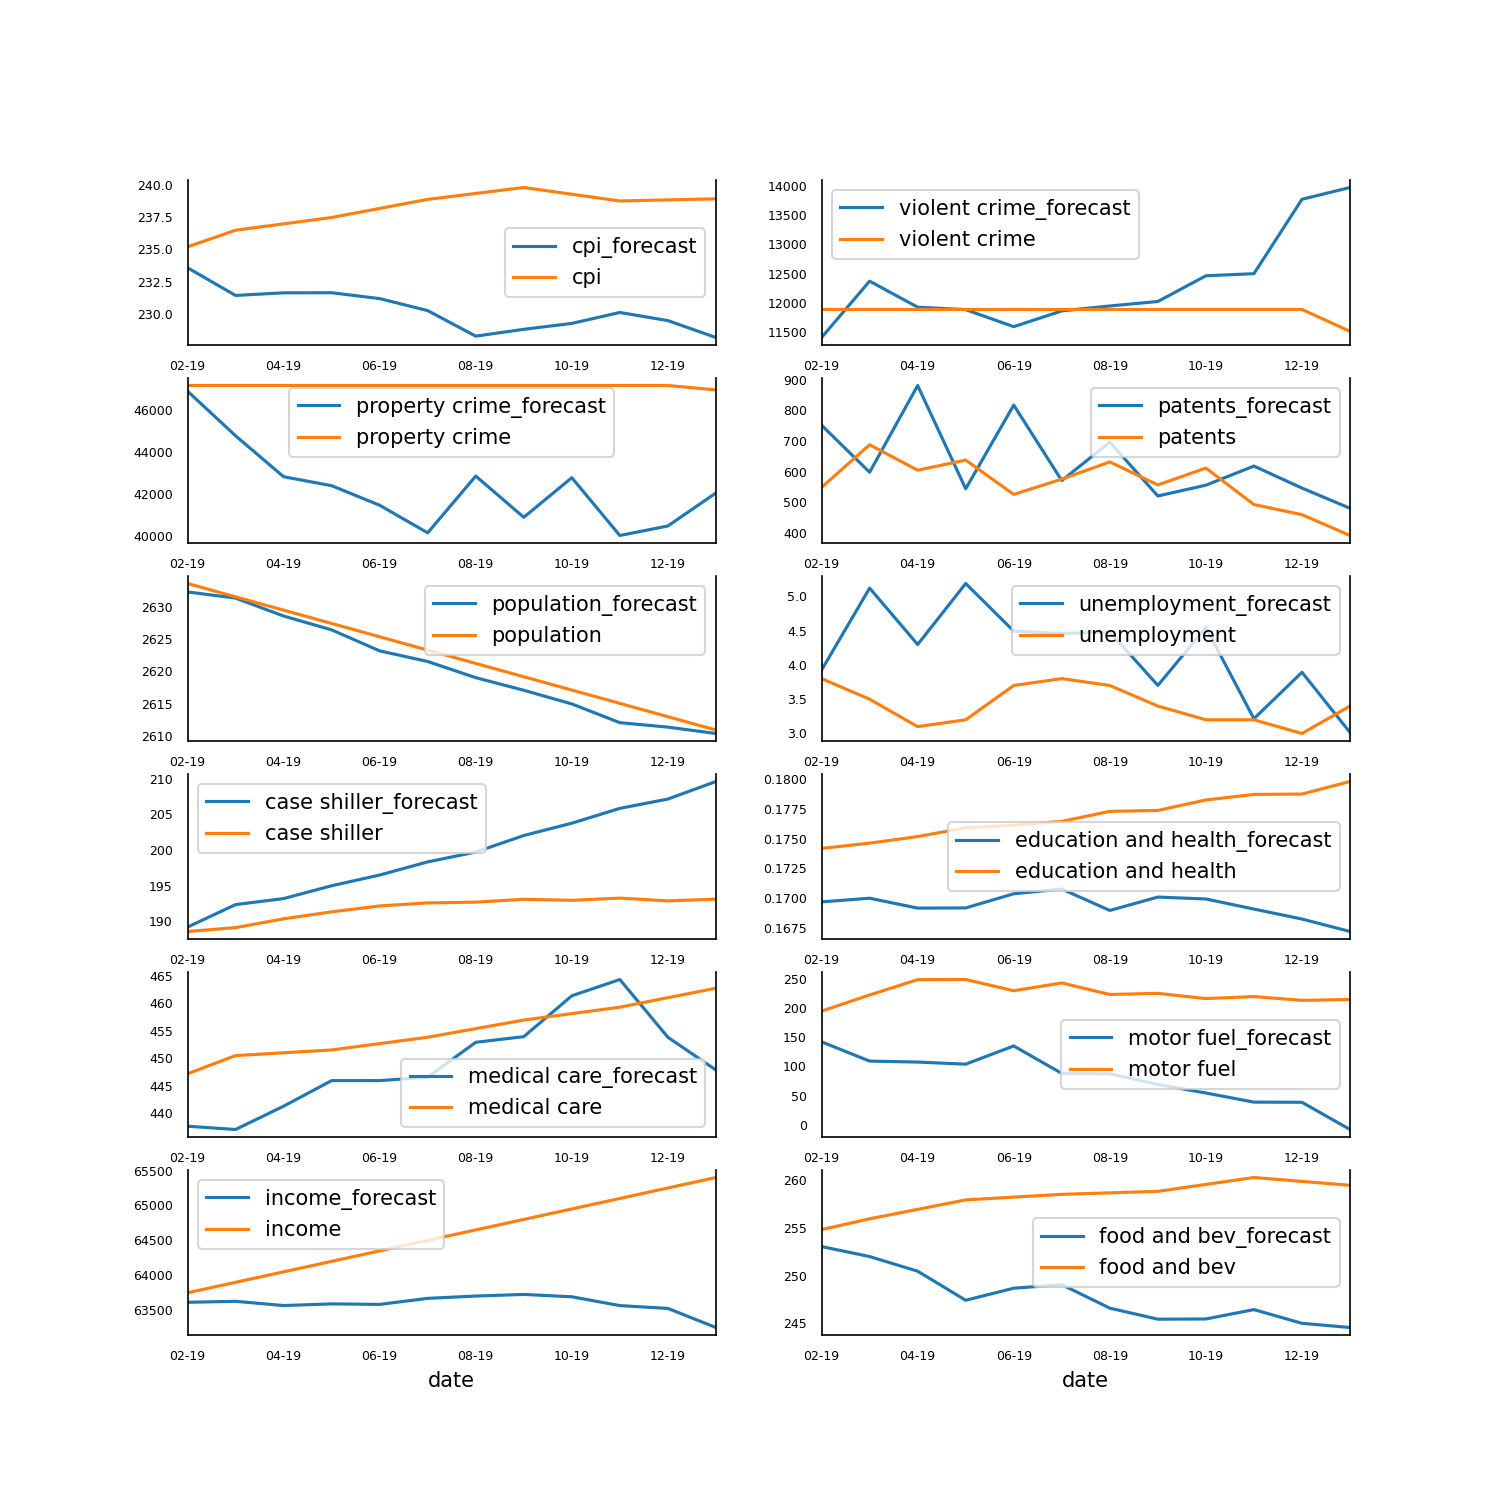 240.0
237.5
235.0
232.5
230.0
cpi_forecast
cpi
02-19 04-19 06-19 08-19 10-19 12-19
14000
13500
13000
12500
12000
11500
violent crime_forecast
violent crime
02-19 04-19 06-19 08-19 10-19 12-19
46000
44000
42000
40000
property crime_forecast
property crime
02-19 04-19 06-19 08-19 10-19 12-19
900
800
700
600
500
400
patents_forecast
patents
02-19 04-19 06-19 08-19 10-19 12-19
2630
2625
2620
2615
2610
population_forecast
population
02-19 04-19 06-19 08-19 10-19 12-19
5.0
4.5
4.0
3.5
3.0
unemployment_forecast
unemployment
02-19 04-19 06-19 08-19 10-19 12-19
210
205
200
195
190
case shiller_forecast
case shiller
02-19 04-19 06-19 08-19 10-19 12-19
0.1800
0.1775
0.1750
0.1725
0.1700
0.1675
education and health_forecast
education and health
02-19 04-19 06-19 08-19 10-19 12-19
465
460
455
450
445
440
medical care_forecast
medical care
02-19 04-19 06-19 08-19 10-19 12-19
250
200
150
100
50
0
motor fuel_forecast
motor fuel
02-19 04-19 06-19 08-19 10-19 12-19
65500
65000
64500
64000
63500
income_forecast
income
02-19 04-19 06-19 08-19 10-19 12-19
date
260
255
250
245
food and bev_forecast
food and bev
02-19 04-19 06-19 08-19 10-19 12-19
date